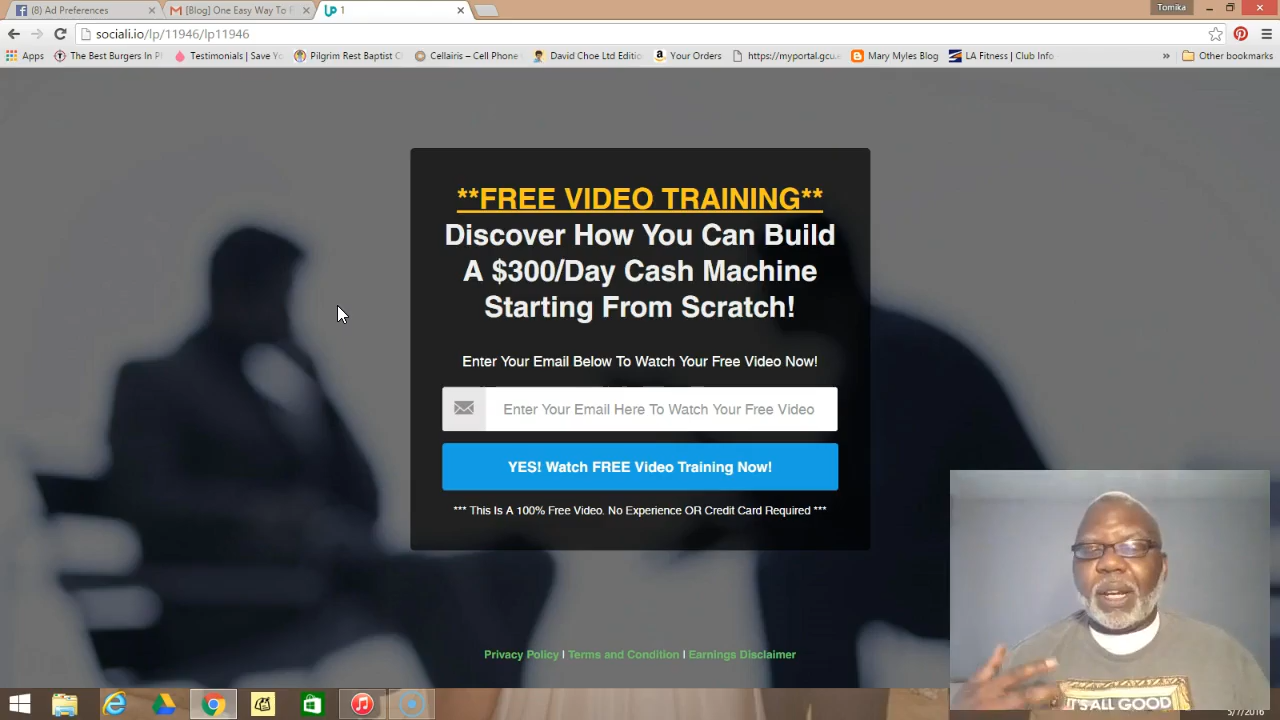 (8) Ad Preferences
[Blog] One Easy Way To
1
Tomika
sociali.io/lp/11946/lp11946
Apps
The Best Burgers In
Testimonials | Save
Pilgrim Rest Baptist
Cellairis – Cell Phone
David Choe Ltd
Your Orders
https://myportal.gcu.e
Mary Myles Blog
LA Fitness | Club Info
»
Other bookmarks
**FREE VIDEO TRAINING**
Discover How You Can Build
A $300/Day Cash Machine
Starting From Scratch!
Enter Your Email Below To Watch Your Free Video Now!
Enter Your Email Here To Watch Your Free Video
YES! Watch FREE Video Training Now!
*** This Is A 100% Free Video. No Experience OR Credit Card Required ***
Privacy Policy | Terms and Condition | Earnings Disclaimer
IT'S ALL GOOD
5/7/2016